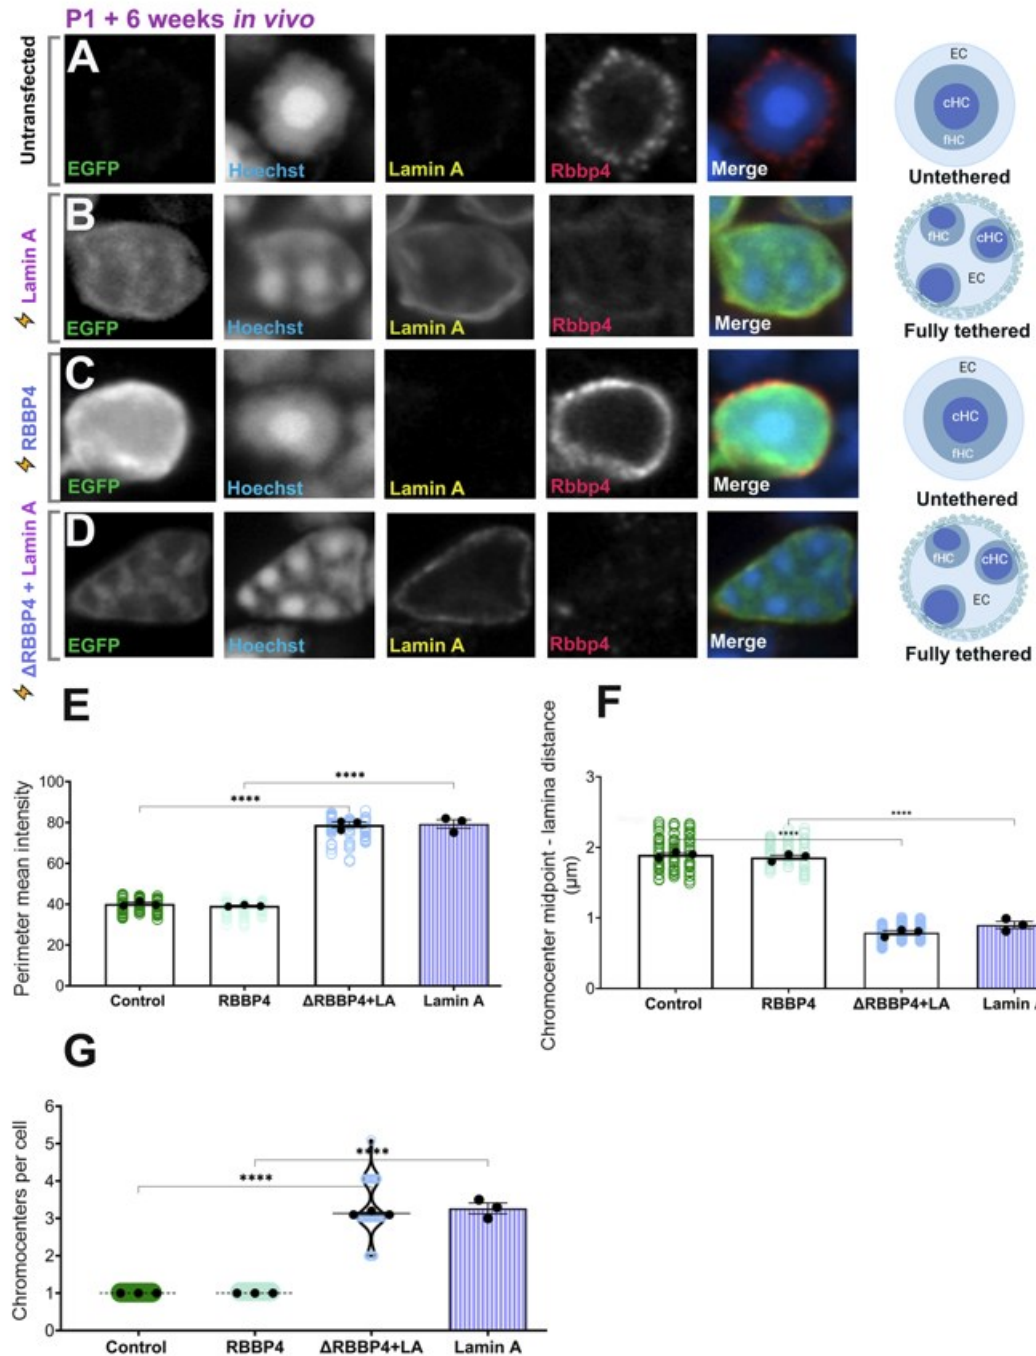 P1 + 6 weeks in vivo
Untransfected
A
EGFP
Hoechst
Lamin A
Rbbp4
Merge
EC
cHC
fHC
Untethered
Lamin A
B
EGFP
Hoechst
Lamin A
Rbbp4
Merge
fHC
cHC
EC
Fully tethered
RBBP4
C
EGFP
Hoechst
Lamin A
Rbbp4
Merge
EC
cHC
fHC
Untethered
ΔRBBP4 + Lamin A
D
EGFP
Hoechst
Lamin A
Rbbp4
Merge
fHC
cHC
EC
Fully tethered
E
Perimeter mean intensity
100
80
60
40
20
0
****
****
Control RBBP4 ΔRBBP4+LA Lamin A
F
Chromocenter midpoint - lamina distance
(µm)
3
2
1
0
****
****
Control RBBP4 ΔRBBP4+LA Lamin
G
Chromocenters per cell
6
5
4
3
2
1
0
****
****
Control RBBP4 ΔRBBP4+LA Lamin A